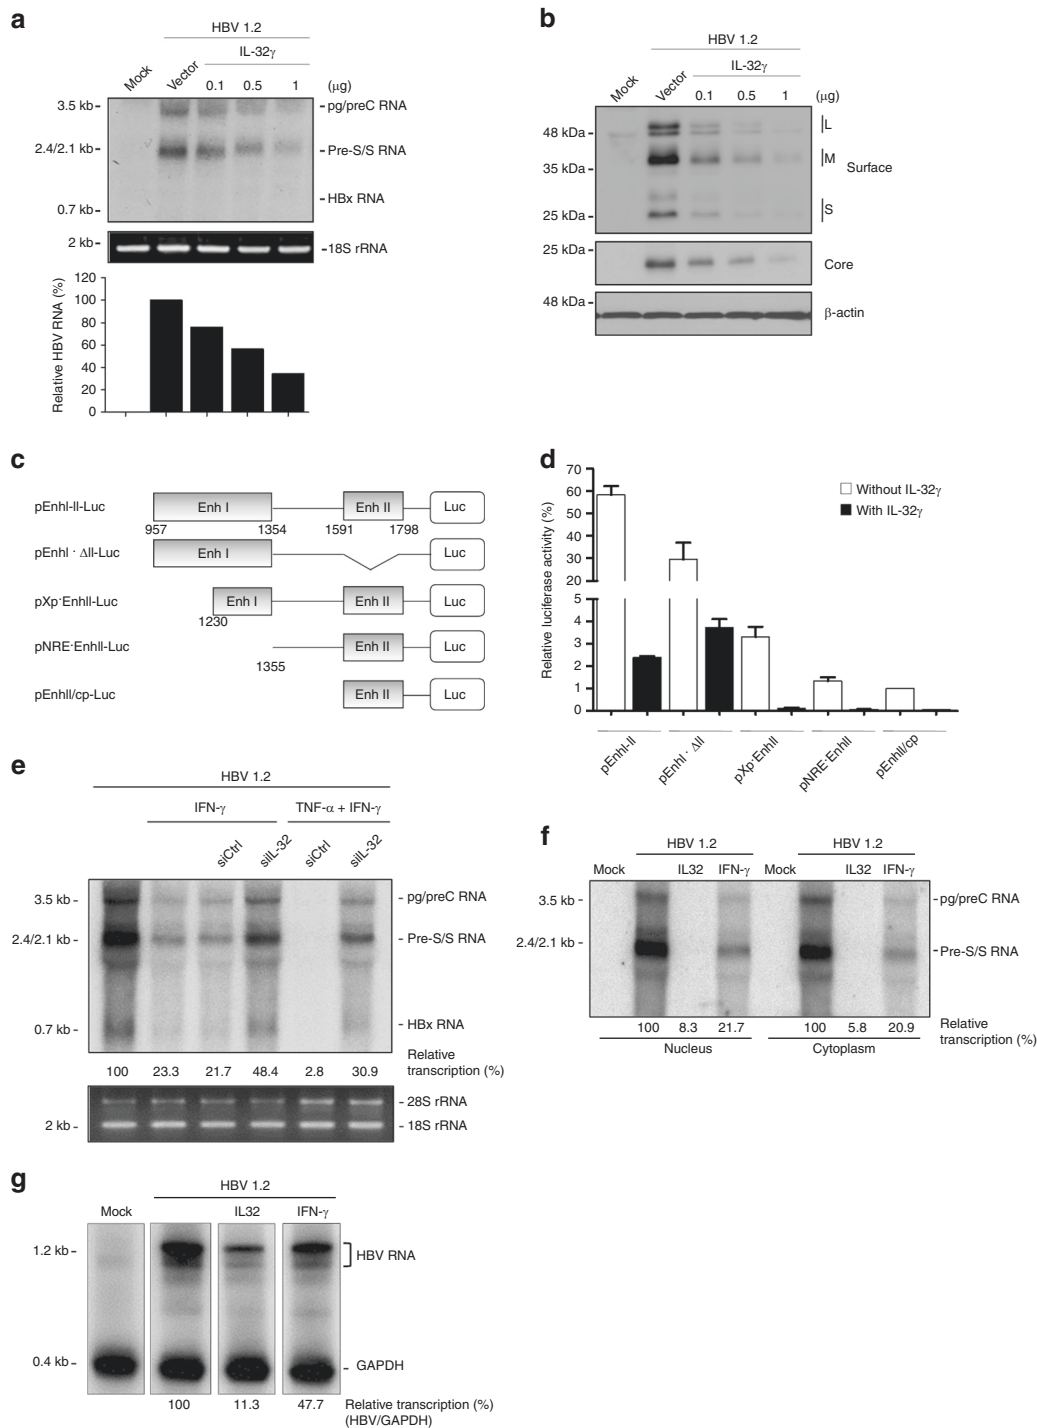 a
HBV 1.2
IL-32γ
Mock Vector 0.1 0.5 1 (μg)
3.5 kb
pg/preC RNA
2.4/2.1 kb
Pre-S/S RNA
HBx RNA
0.7 kb
2 kb
18S rRNA
Relative HBV RNA (%)
120
100
80
60
40
20
0
b
HBV 1.2
IL-32γ
Mock Vector 0.1 0.5 1 (μg)
48 kDa
L
35 kDa
M
Surface
25 kDa
S
25 kDa
Core
48 kDa
β-actin
c
pEnhI-II-Luc Enh I Enh II Luc
957 1354 1591 1798
pEnhI · ΔII-Luc Enh I Luc
pXp·EnhII-Luc Enh I Enh II Luc
1230
pNRE·EnhII-Luc Enh II Luc
1355
pEnhII/cp-Luc Enh II Luc
d
Relative luciferase activity (%)
70
60
50
40
30
20
5
4
3
2
1
0
Without IL-32γ
With IL-32γ
pEnhI-II
pEnhI · ΔII
pXp·EnhII
pNRE·EnhII
pEnhII/cp
e
HBV 1.2
IFN-γ TNF-α + IFN-γ
siCtrl siIL-32 siCtrl siIL-32
3.5 kb
pg/preC RNA
2.4/2.1 kb
Pre-S/S RNA
0.7 kb
HBx RNA
100 23.3 21.7 48.4 2.8 30.9
Relative
transcription (%)
28S rRNA
2 kb
18S rRNA
f
HBV 1.2 HBV 1.2
Mock IL32 IFN-γ Mock IL32 IFN-γ
3.5 kb
pg/preC RNA
2.4/2.1 kb
Pre-S/S RNA
100 8.3 21.7 100 5.8 20.9
Relative
transcription (%)
Nucleus Cytoplasm
g
HBV 1.2
Mock IL32 IFN-γ
1.2 kb
HBV RNA
0.4 kb
GAPDH
100 11.3 47.7
Relative transcription (%)
(HBV/GAPDH)